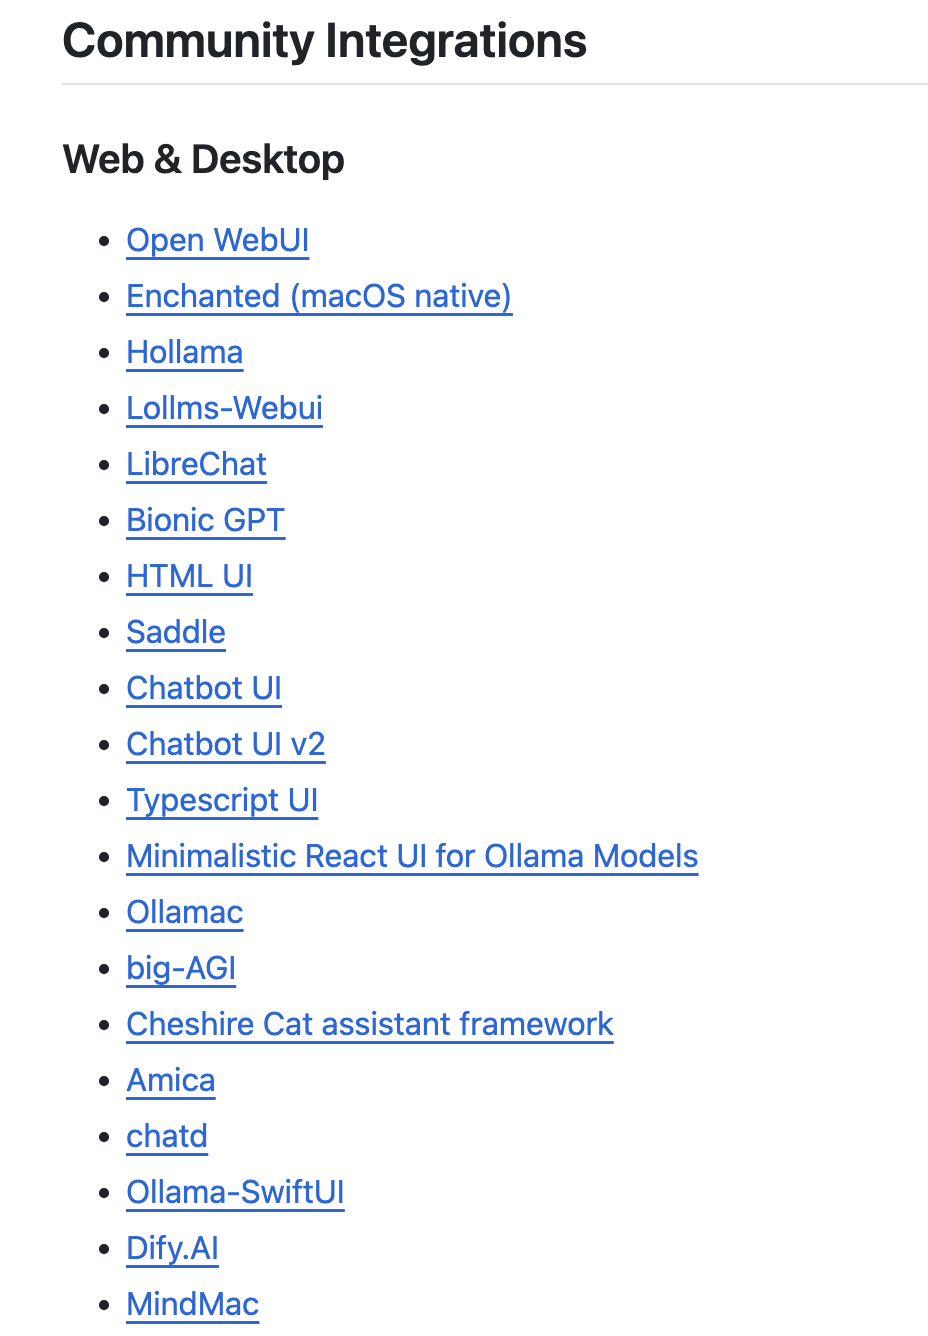 Community Integrations
Web & Desktop
• Open WebUI
• Enchanted (macOS native)
• Hollama
• Lollms-Webui
• LibreChat
• Bionic GPT
• HTML UI
• Saddle
• Chatbot UI
• Chatbot UI v2
• Typescript UI
• Minimalistic React UI for Ollama Models
• Ollamac
• big-AGI
• Cheshire Cat assistant framework
• Amica
• chatd
• Ollama-SwiftUI
• Dify.AI
• MindMac